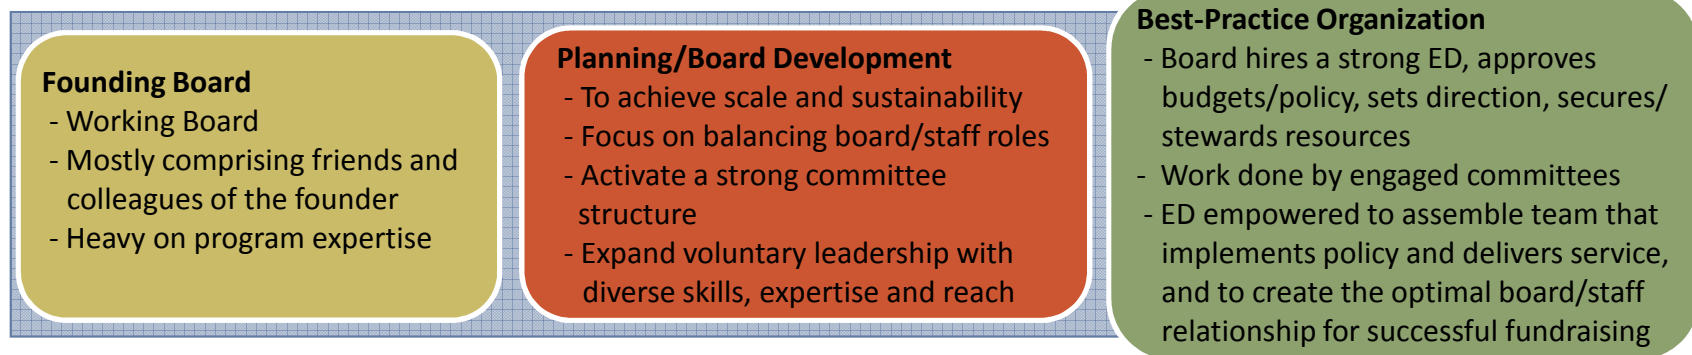 Founding Board
- Working Board
- Mostly comprising friends and
colleagues of the founder
- Heavy on program expertise
Planning/Board Development
- To achieve scale and sustainability
- Focus on balancing board/staff roles
- Activate a strong committee
structure
- Expand voluntary leadership with
diverse skills, expertise and reach
Best-Practice Organization
- Board hires a strong ED, approves
budgets/policy, sets direction, secures/
stewards resources
- Work done by engaged committees
- ED empowered to assemble team that
implements policy and delivers service,
and to create the optimal board/staff
relationship for successful fundraising